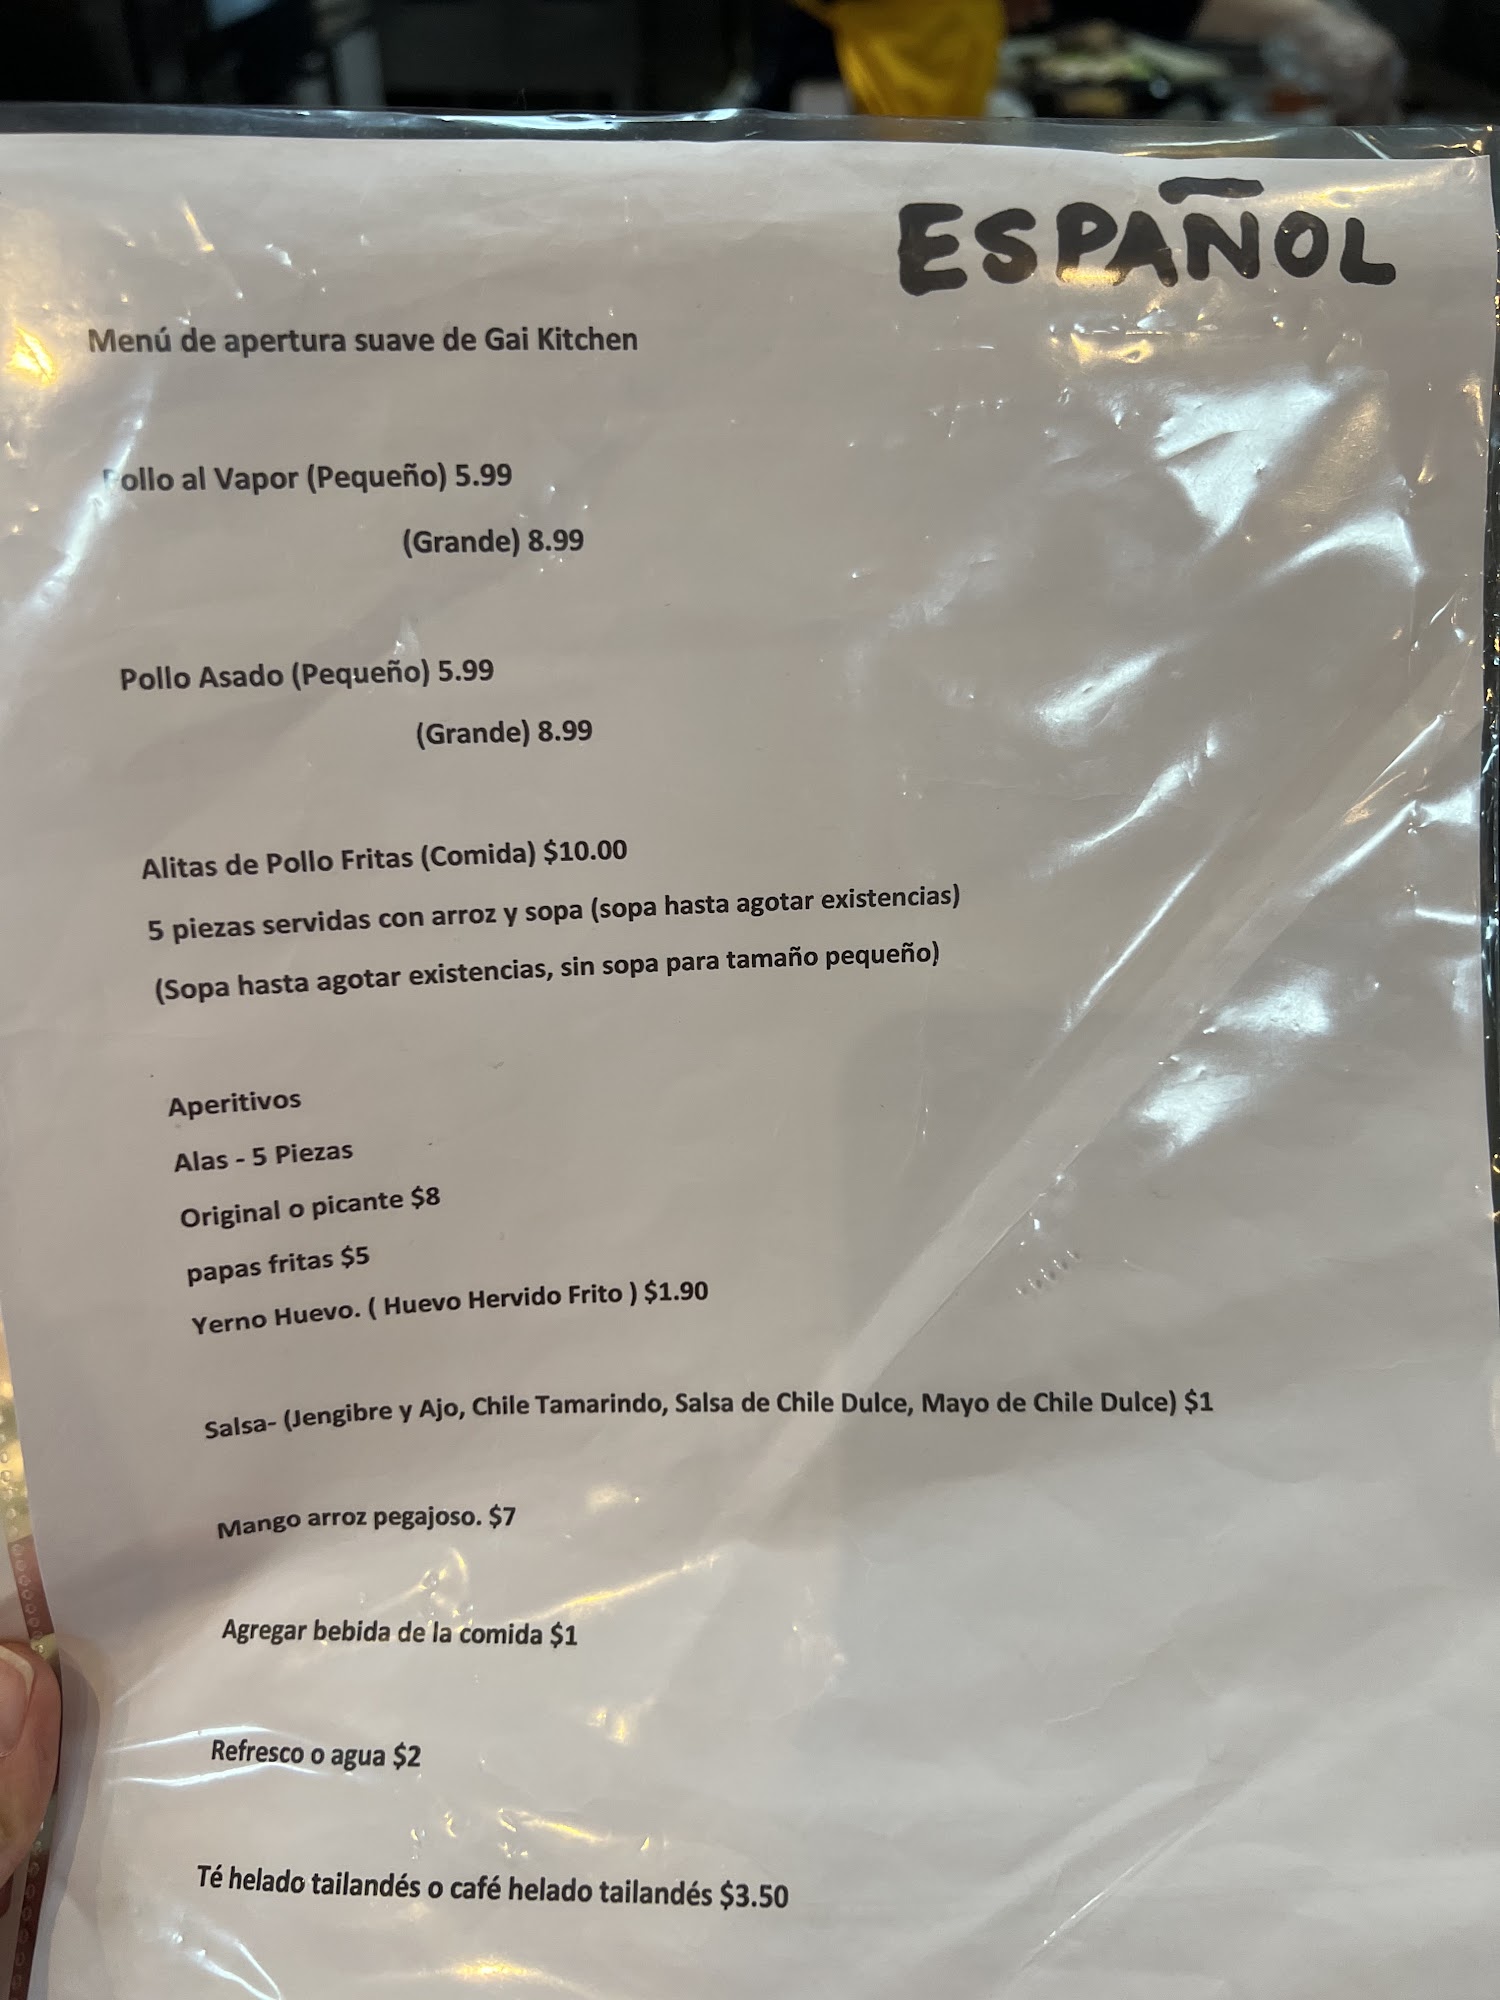 ESPAÑOL
Menú de apertura suave de Gai Kitchen
Pollo al Vapor (Pequeño) 5.99
(Grande) 8.99
Pollo Asado (Pequeño) 5.99
(Grande) 8.99
Alitas de Pollo Fritas (Comida) $10.00
5 piezas servidas con arroz y sopa (sopa hasta agotar existencias)
(Sopa hasta agotar existencias, sin sopa para tamaño pequeño)
Aperitivos
Alas - 5 Piezas
Original o picante $8
papas fritas $5
Yerno Huevo. ( Huevo Hervido Frito ) $1.90
Salsa- (Jengibre y Ajo, Chile Tamarindo, Salsa de Chile Dulce, Mayo de Chile Dulce) $1
Mango arroz pegajoso. $7
Agregar bebida de la comida $1
Refresco o agua $2
Té helado tailandés o café helado tailandés $3.50